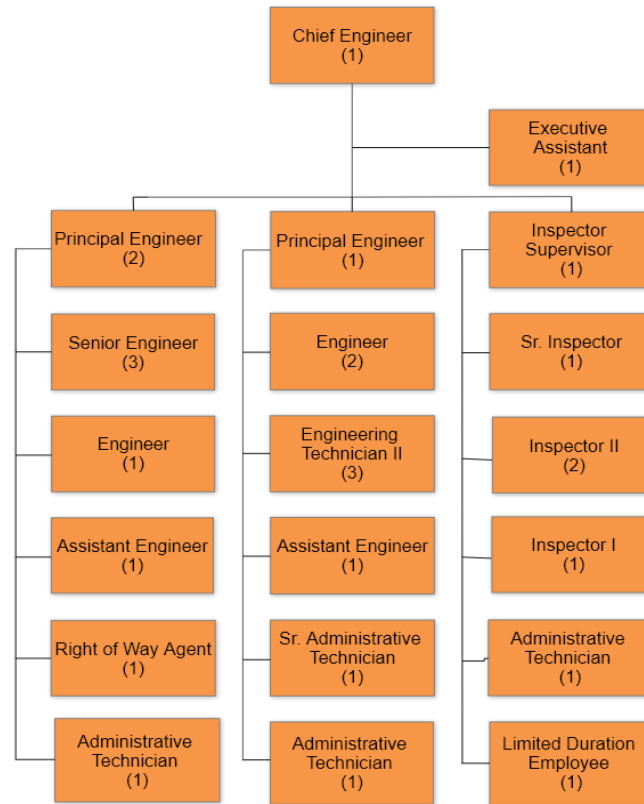 Chief Engineer
(1)
Executive
Assistant
(1)
Principal Engineer
(2)
Senior Engineer
(3)
Engineer
(1)
Assistant Engineer
(1)
Right of Way Agent
(1)
Administrative
Technician
(1)
Principal Engineer
(1)
Engineer
(2)
Engineering
Technician II
(3)
Assistant Engineer
(1)
Sr. Administrative
Technician
(1)
Administrative
Technician
(1)
Inspector
Supervisor
(1)
Sr. Inspector
(1)
Inspector II
(2)
Inspector I
(1)
Administrative
Technician
(1)
Limited Duration
Employee
(1)